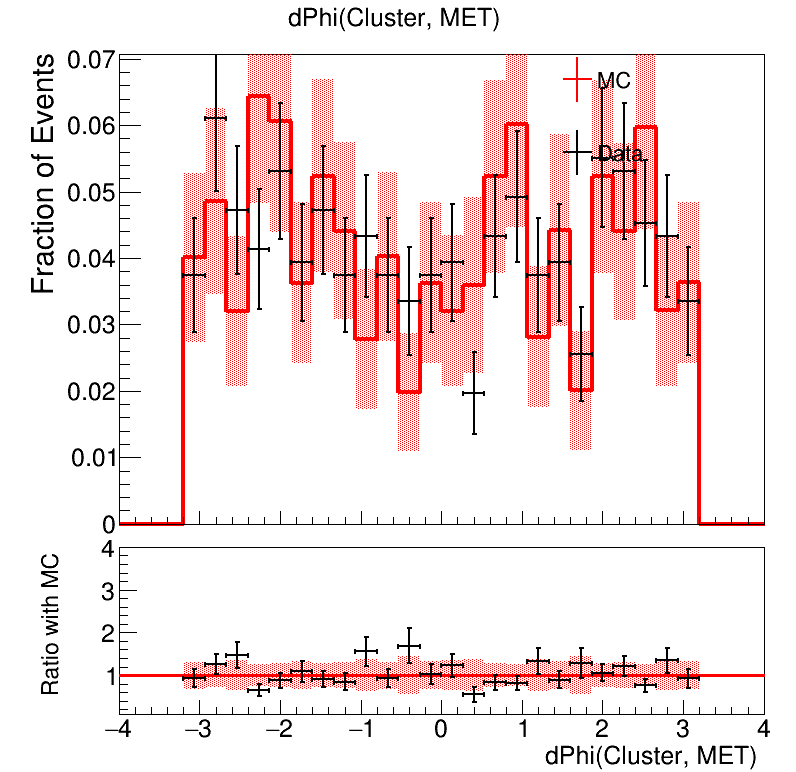 dPhi(Cluster, MET)
Fraction of Events
0.07
0.06
0.05
0.04
0.03
0.02
0.01
0
MC
Data
Ratio with MC
4
3
2
1
−4 −3 −2 −1 0 1 2 3 4
dPhi(Cluster, MET)